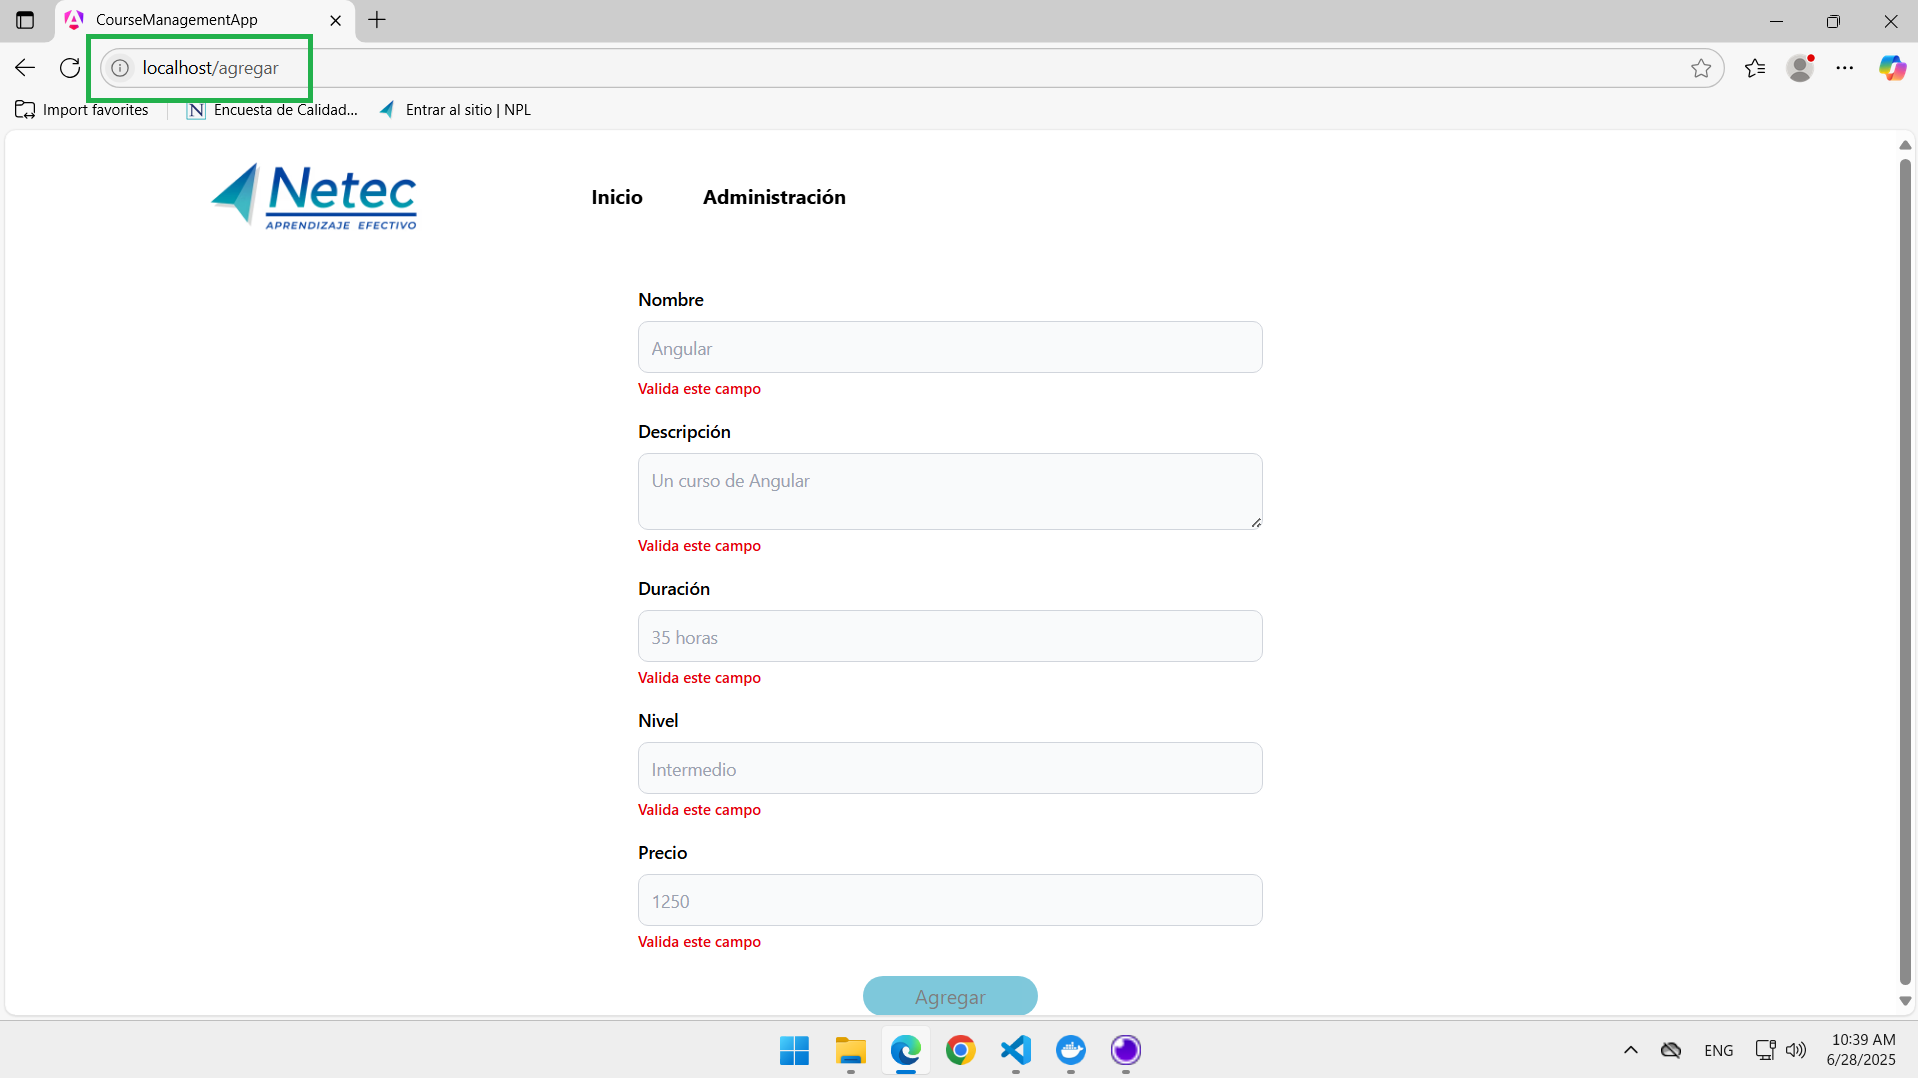 CourseManagementApp
localhost/agregar
Import favorites
N Encuesta de Calidad...
Entrar al sitio | NPL
Netec
APRENDIZAJE EFECTIVO
Inicio
Administración
Nombre
Angular
Valida este campo
Descripción
Un curso de Angular
Valida este campo
Duración
35 horas
Valida este campo
Nivel
Intermedio
Valida este campo
Precio
1250
Valida este campo
Agregar
ENG
10:39 AM
6/28/2025